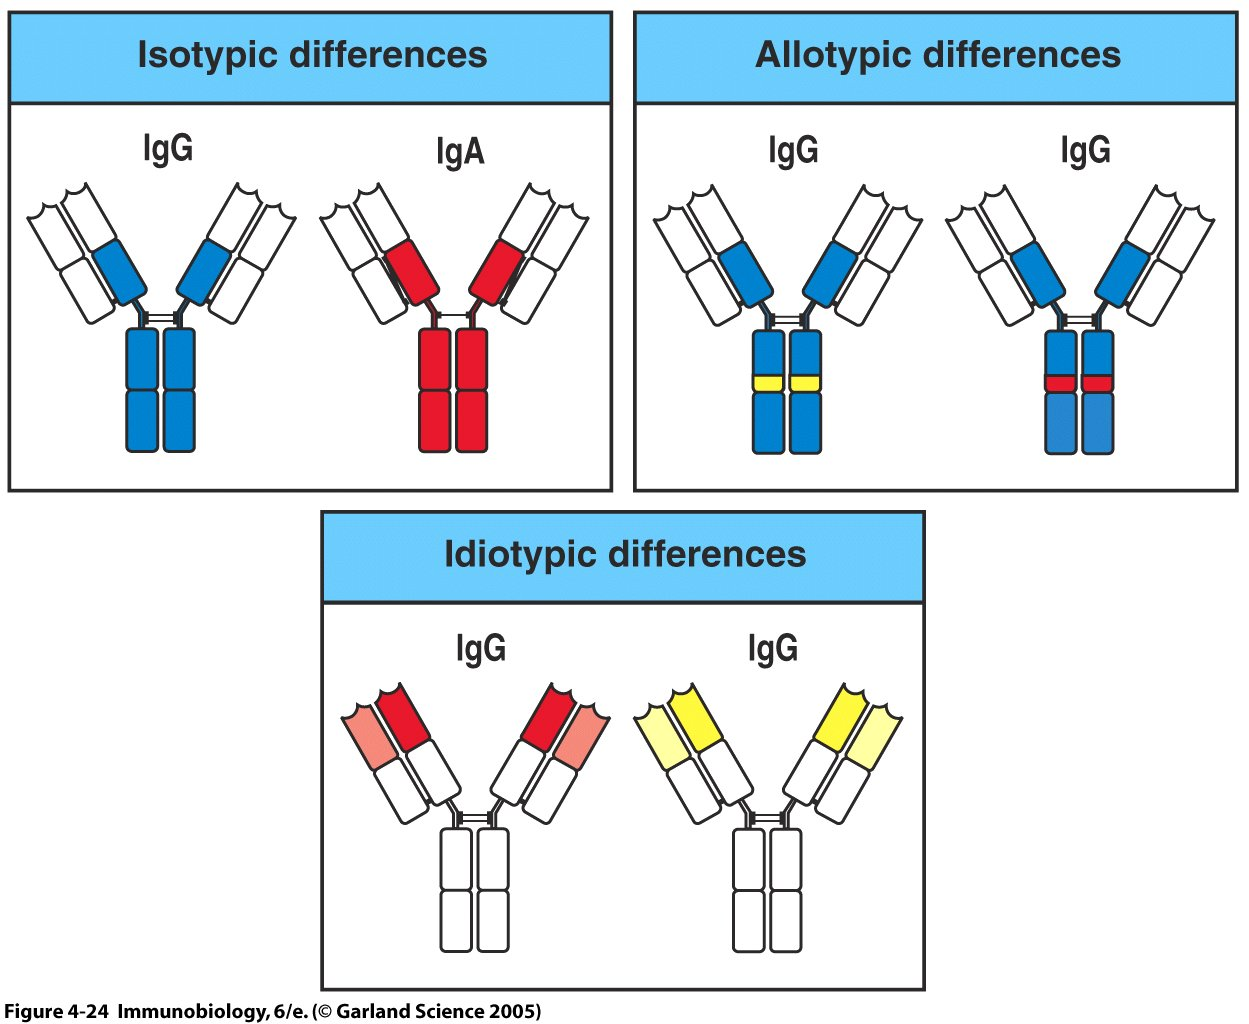 Isotypic differences
IgG
IgA
Allotypic differences
IgG
IgG
Idiotypic differences
IgG
IgG
Figure 4-24 Immunobiology, 6/e. (© Garland Science 2005)